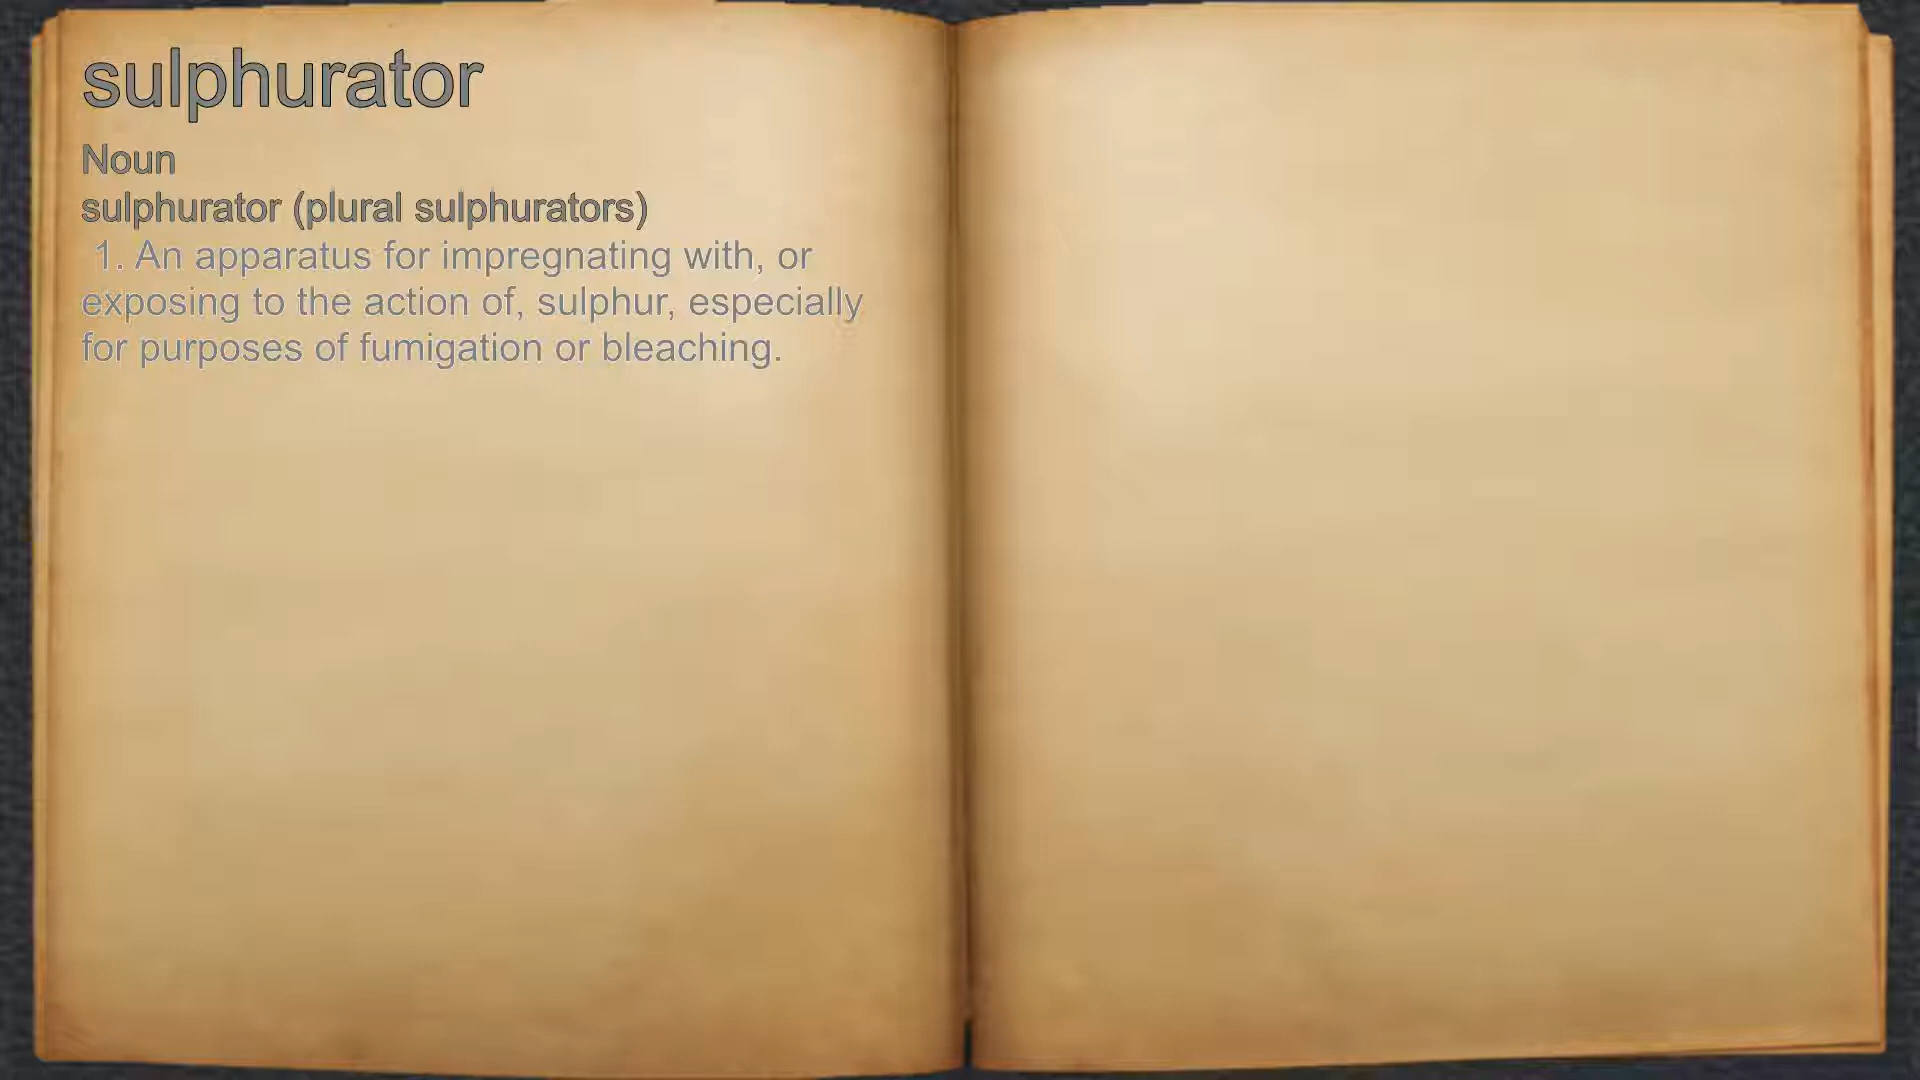 sulphurator
Noun
sulphurator (plural sulphurators)
1. An apparatus for impregnating with, or
exposing to the action of, sulphur, especially
for purposes of fumigation or bleaching.